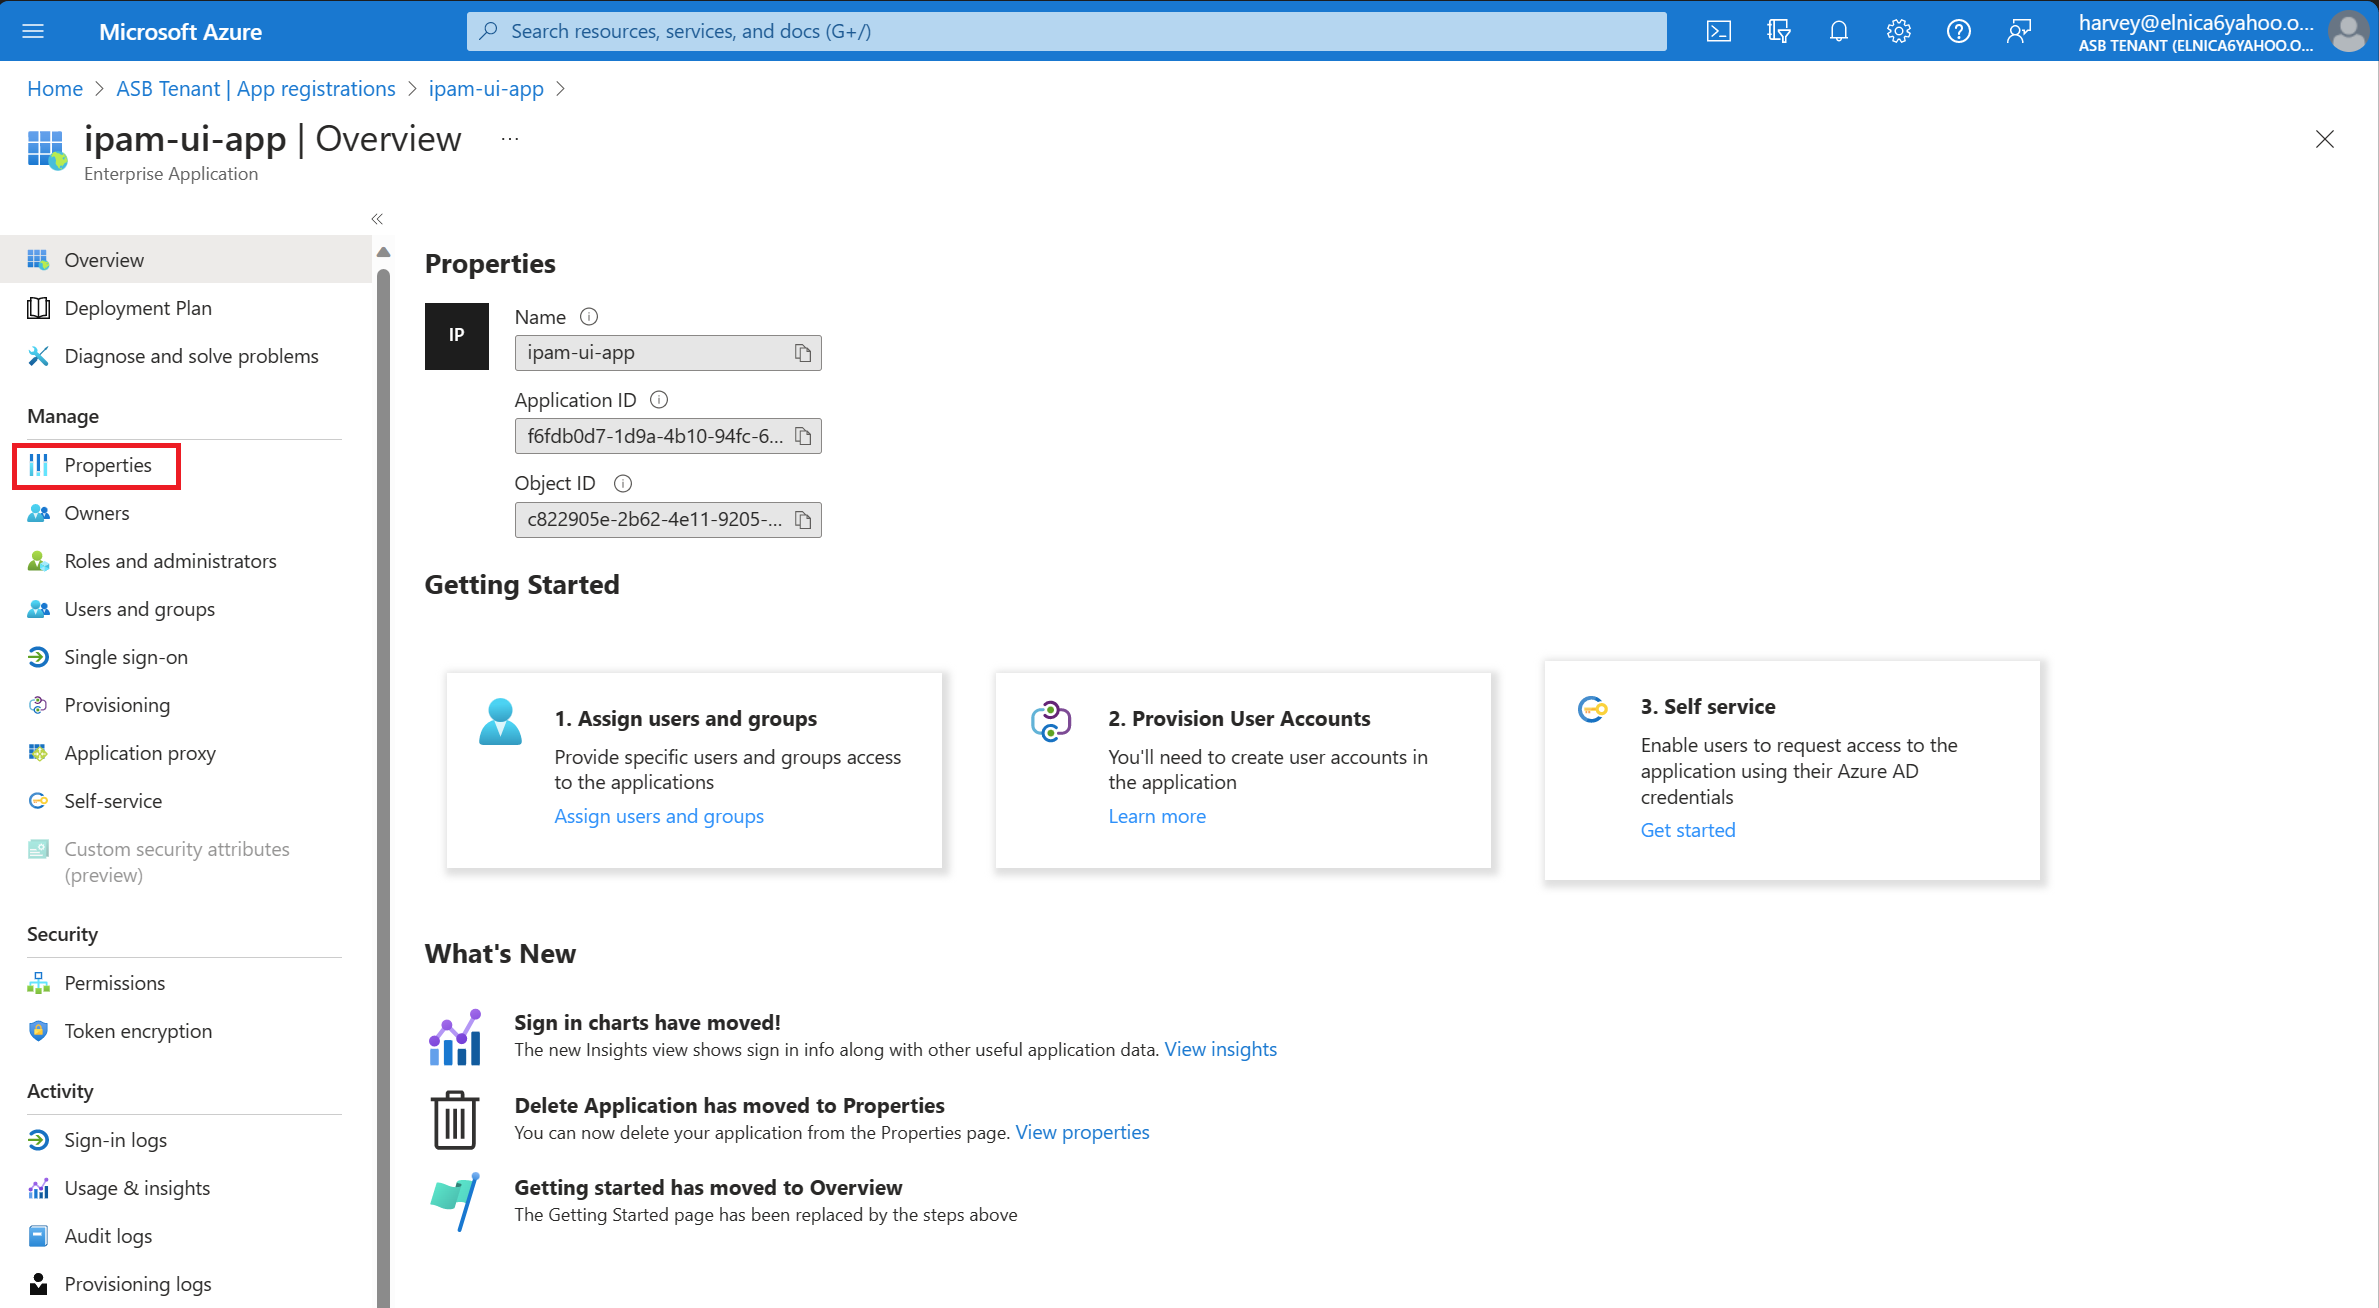 Microsoft Azure
Search resources, services, and docs (G+/)
harvey@elnica6yahoo.o...
ASB TENANT (ELNICA6YAHOO.O...
Home > ASB Tenant | App registrations > ipam-ui-app >
ipam-ui-app | Overview ...
Enterprise Application
Overview
Deployment Plan
Diagnose and solve problems
Manage
Properties
Owners
Roles and administrators
Users and groups
Single sign-on
Provisioning
Application proxy
Self-service
Custom security attributes
(preview)
Security
Permissions
Token encryption
Activity
Sign-in logs
Usage & insights
Audit logs
Provisioning logs
Properties
IP
Name
ipam-ui-app
Application ID
f6fdb0d7-1d9a-4b10-94fc-6...
Object ID
c822905e-2b62-4e11-9205-...
Getting Started
1. Assign users and groups
Provide specific users and groups access
to the applications
Assign users and groups
2. Provision User Accounts
You'll need to create user accounts in
the application
Learn more
3. Self service
Enable users to request access to the
application using their Azure AD
credentials
Get started
What's New
Sign in charts have moved!
The new Insights view shows sign in info along with other useful application data. View insights
Delete Application has moved to Properties
You can now delete your application from the Properties page. View properties
Getting started has moved to Overview
The Getting Started page has been replaced by the steps above